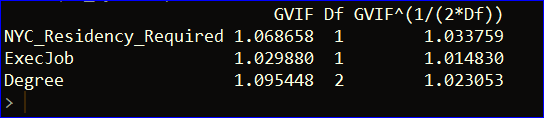 GVIF Df GVIF^(1/(2*Df))
NYC_Residency_Required 1.068658 1 1.033759
ExecJob 1.029880 1 1.014830
Degree 1.095448 2 1.023053
>